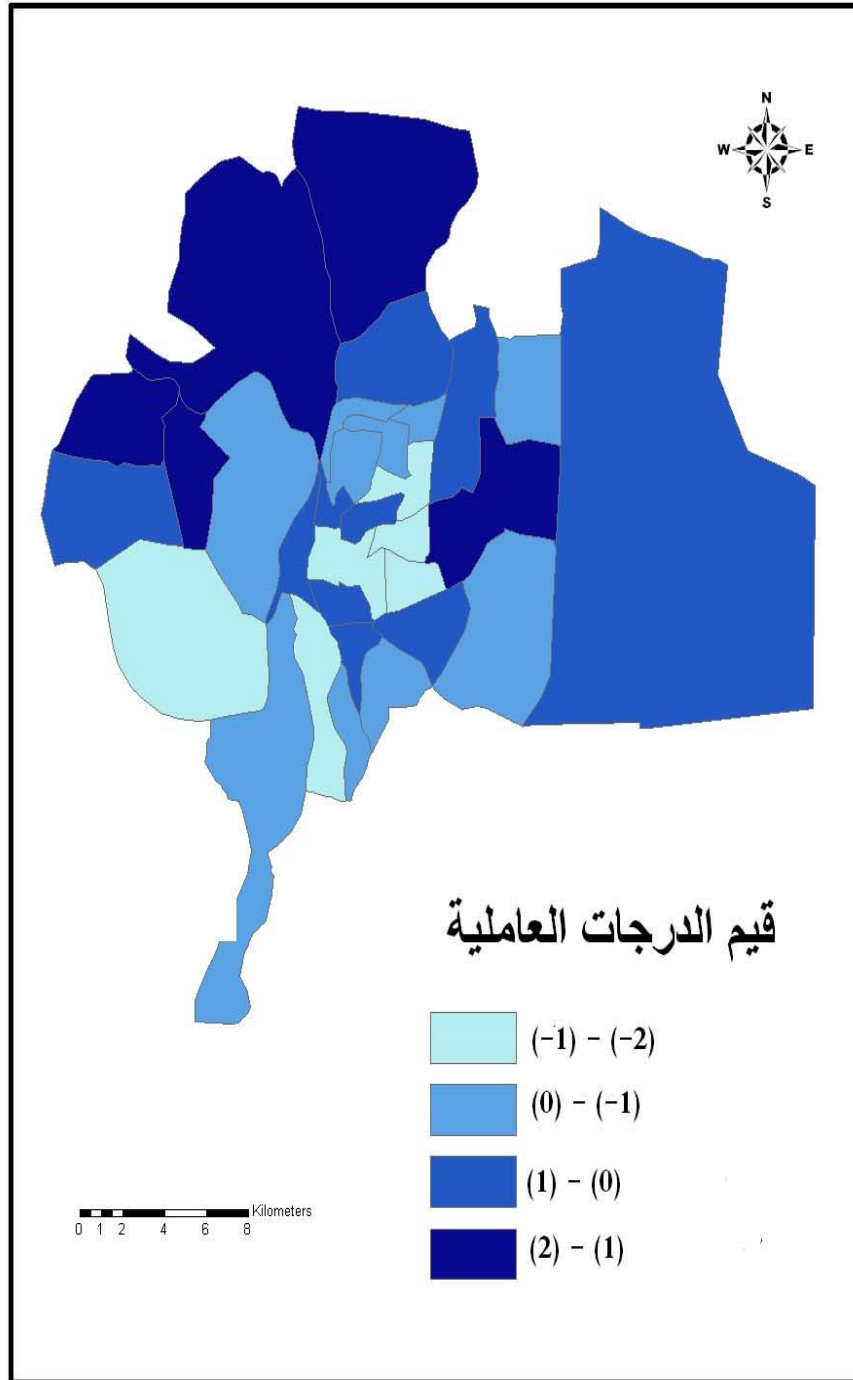 N
W E
S
قيم الدرجات العاملية
(-1) - (-2)
(0) - (-1)
(1) - (0)
(2) - (1)
Kilometers
0 1 2 4 6 8